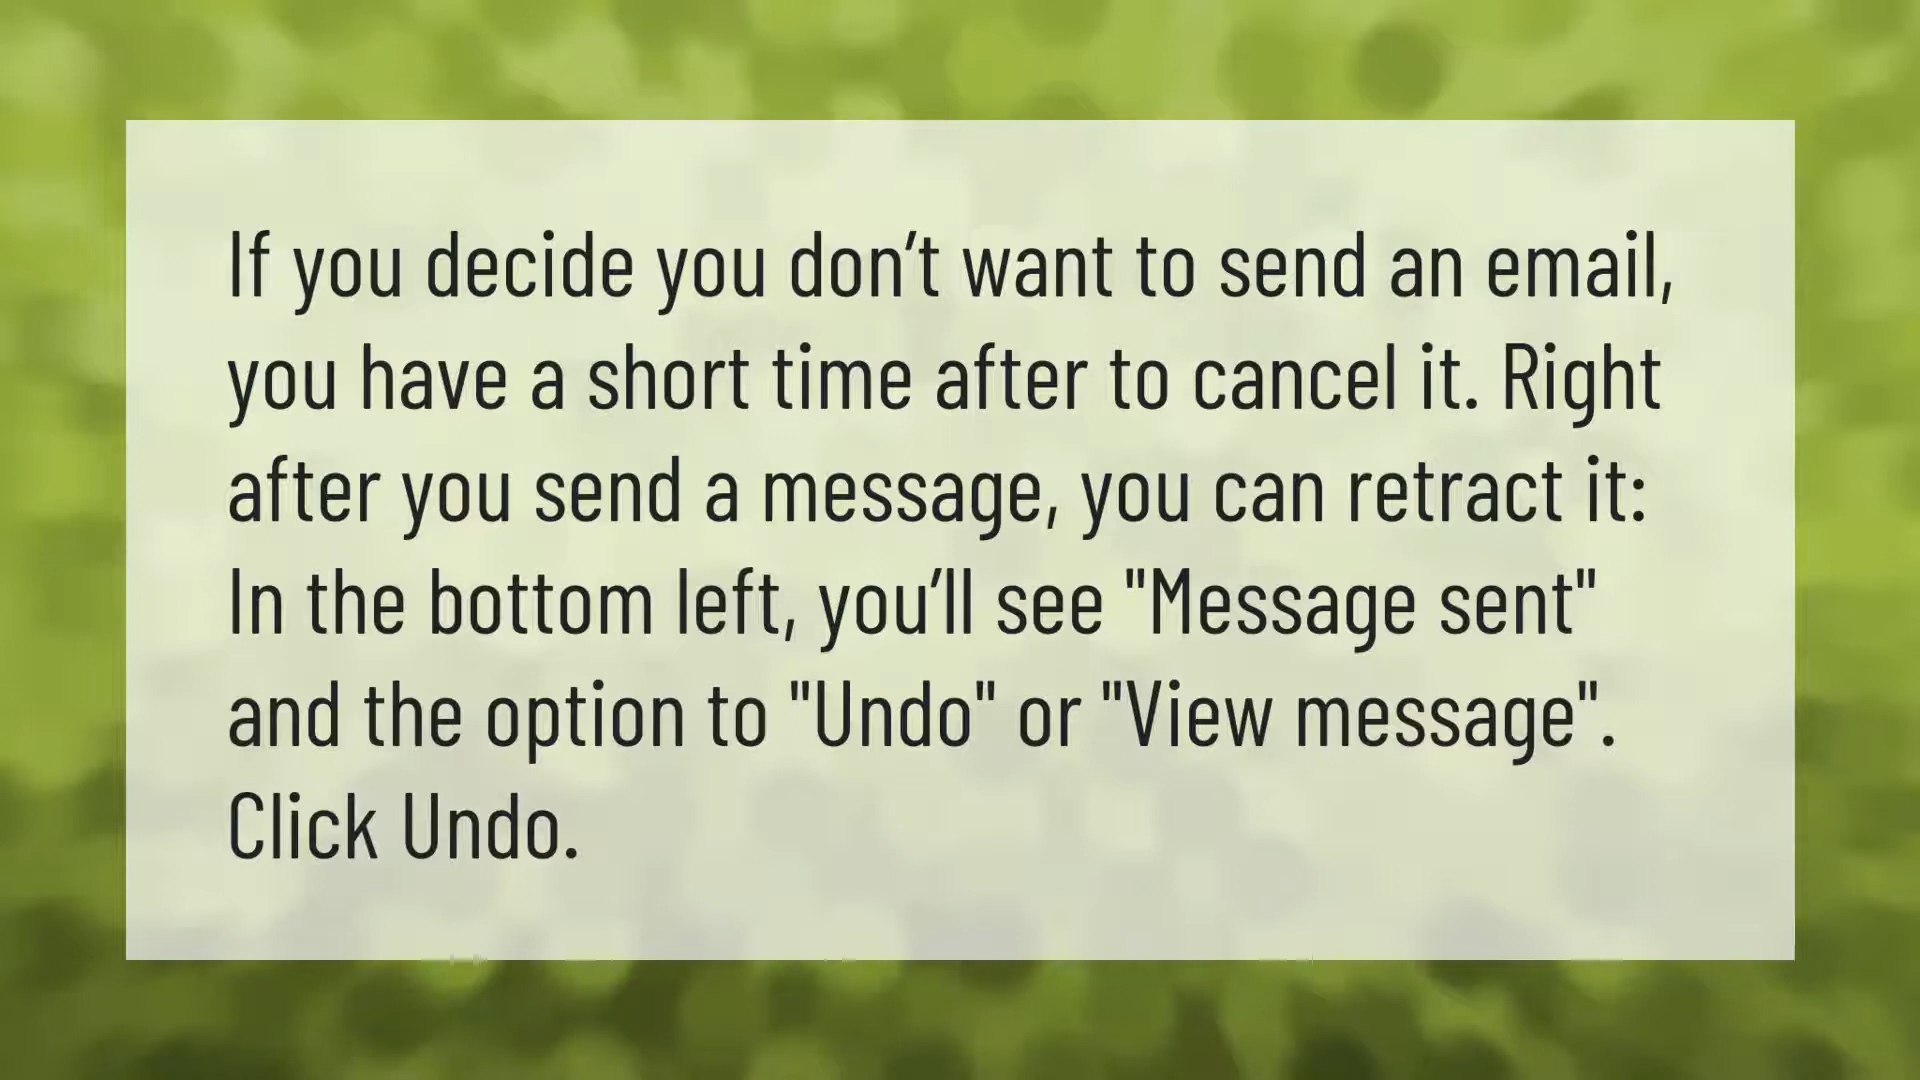 If you decide you don’t want to send an email,
you have a short time after to cancel it. Right
after you send a message, you can retract it:
In the bottom left, you’ll see "Message sent"
and the option to "Undo" or "View message".
Click Undo.